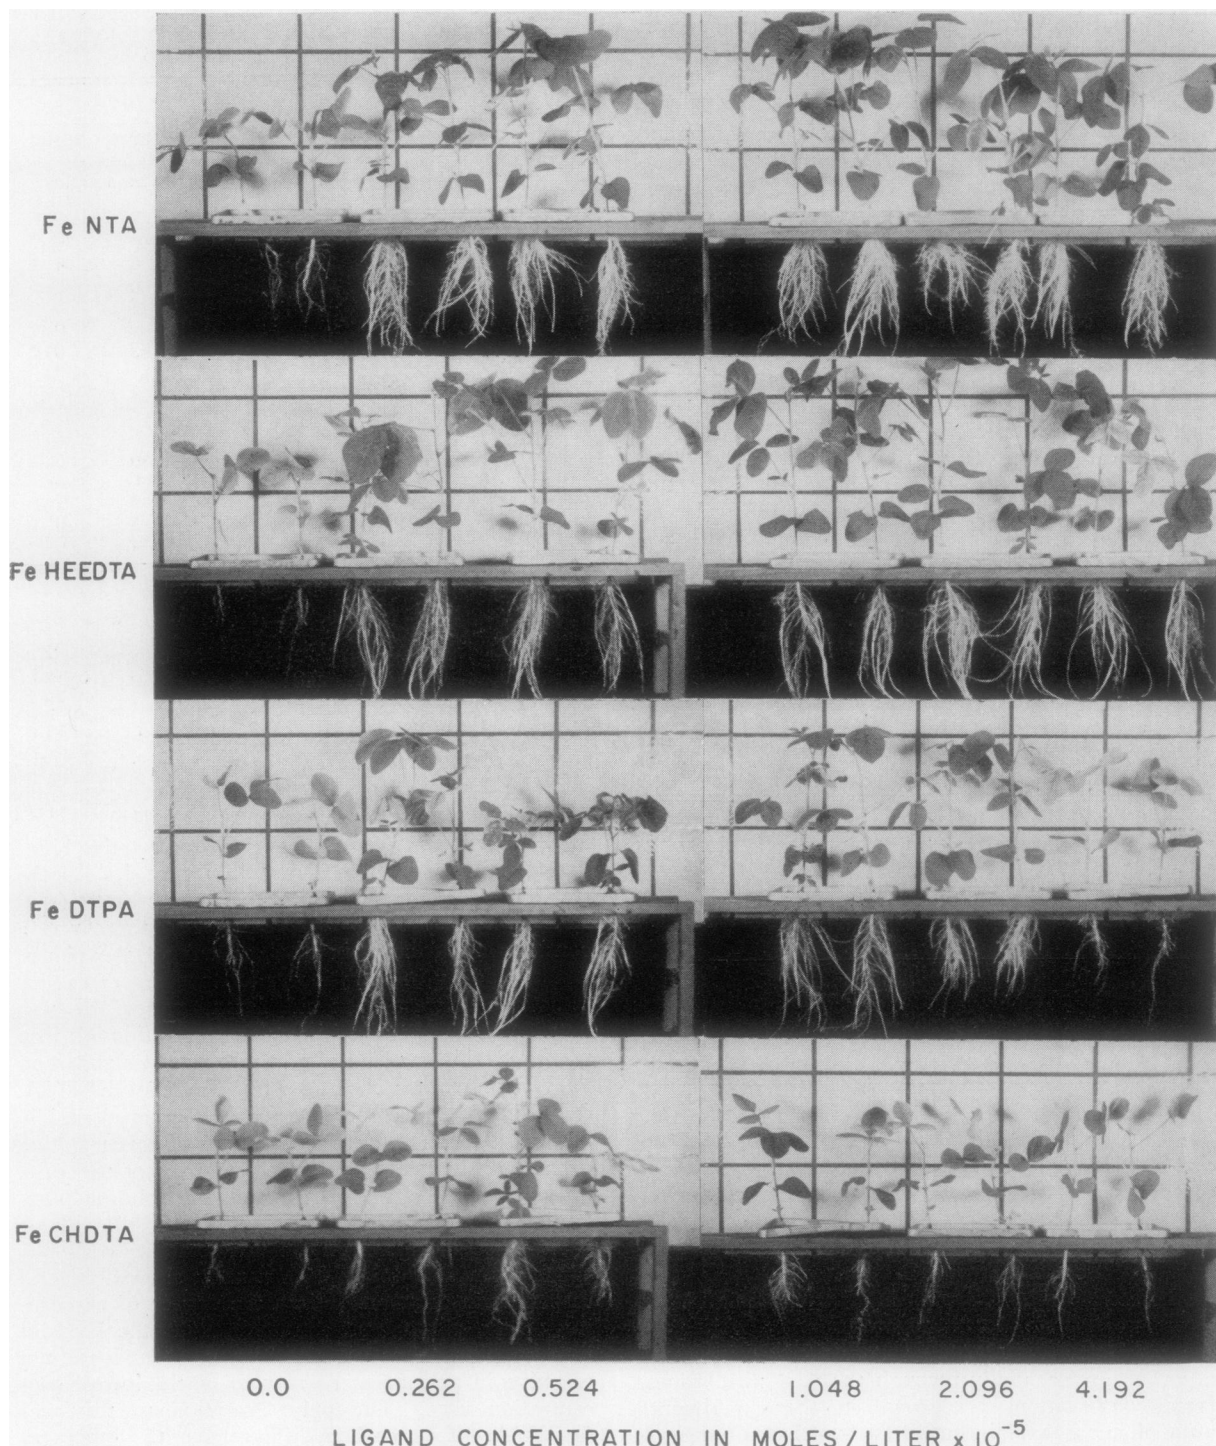 Fe NTA
Fe HEEDTA
Fe DTPA
Fe CHDTA
0.0 0.262 0.524 1.048 2.096 4.192
LIGAND CONCENTRATION IN MOLES/LITER x 10-5